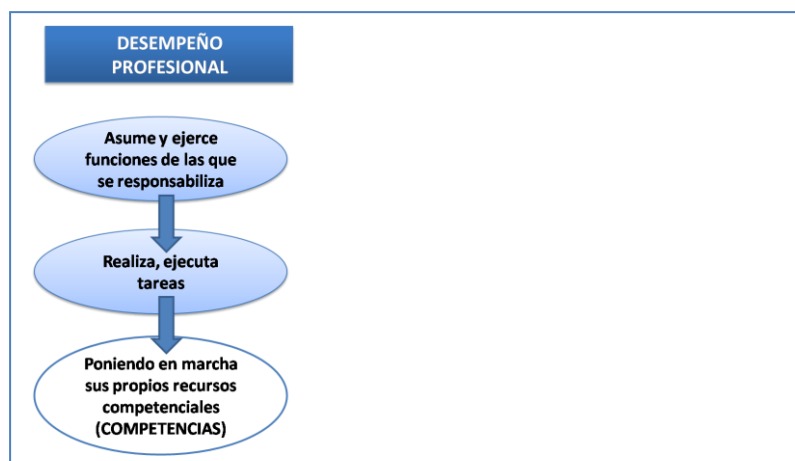 DESEMPEÑO
PROFESIONAL
Asume y ejerce
funciones de las que
se responsabiliza
Realiza, ejecuta
tareas
Poniendo en marcha
sus propios recursos
competenciales
(COMPETENCIAS)